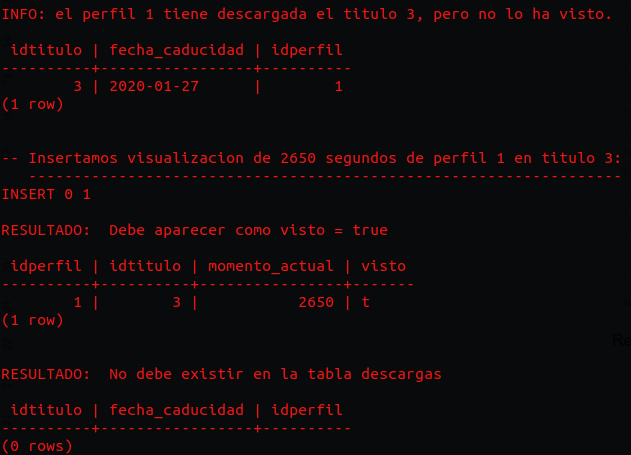 INFO: el perfil 1 tiene descargada el titulo 3, pero no lo ha visto.
 idtitulo | fecha_caducidad | idperfil
----------+-----------------+----------
        3 | 2020-01-27      |        1
(1 row)
-- Insertamos visualizacion de 2650 segundos de perfil 1 en titulo 3:
   ------------------------------------------------------------------
INSERT 0 1
RESULTADO:  Debe aparecer como visto = true
 idperfil | idtitulo | momento_actual | visto
----------+----------+----------------+-------
        1 |        3 |           2650 | t
(1 row)
RESULTADO:  No debe existir en la tabla descargas
 idtitulo | fecha_caducidad | idperfil
----------+-----------------+----------
(0 rows)